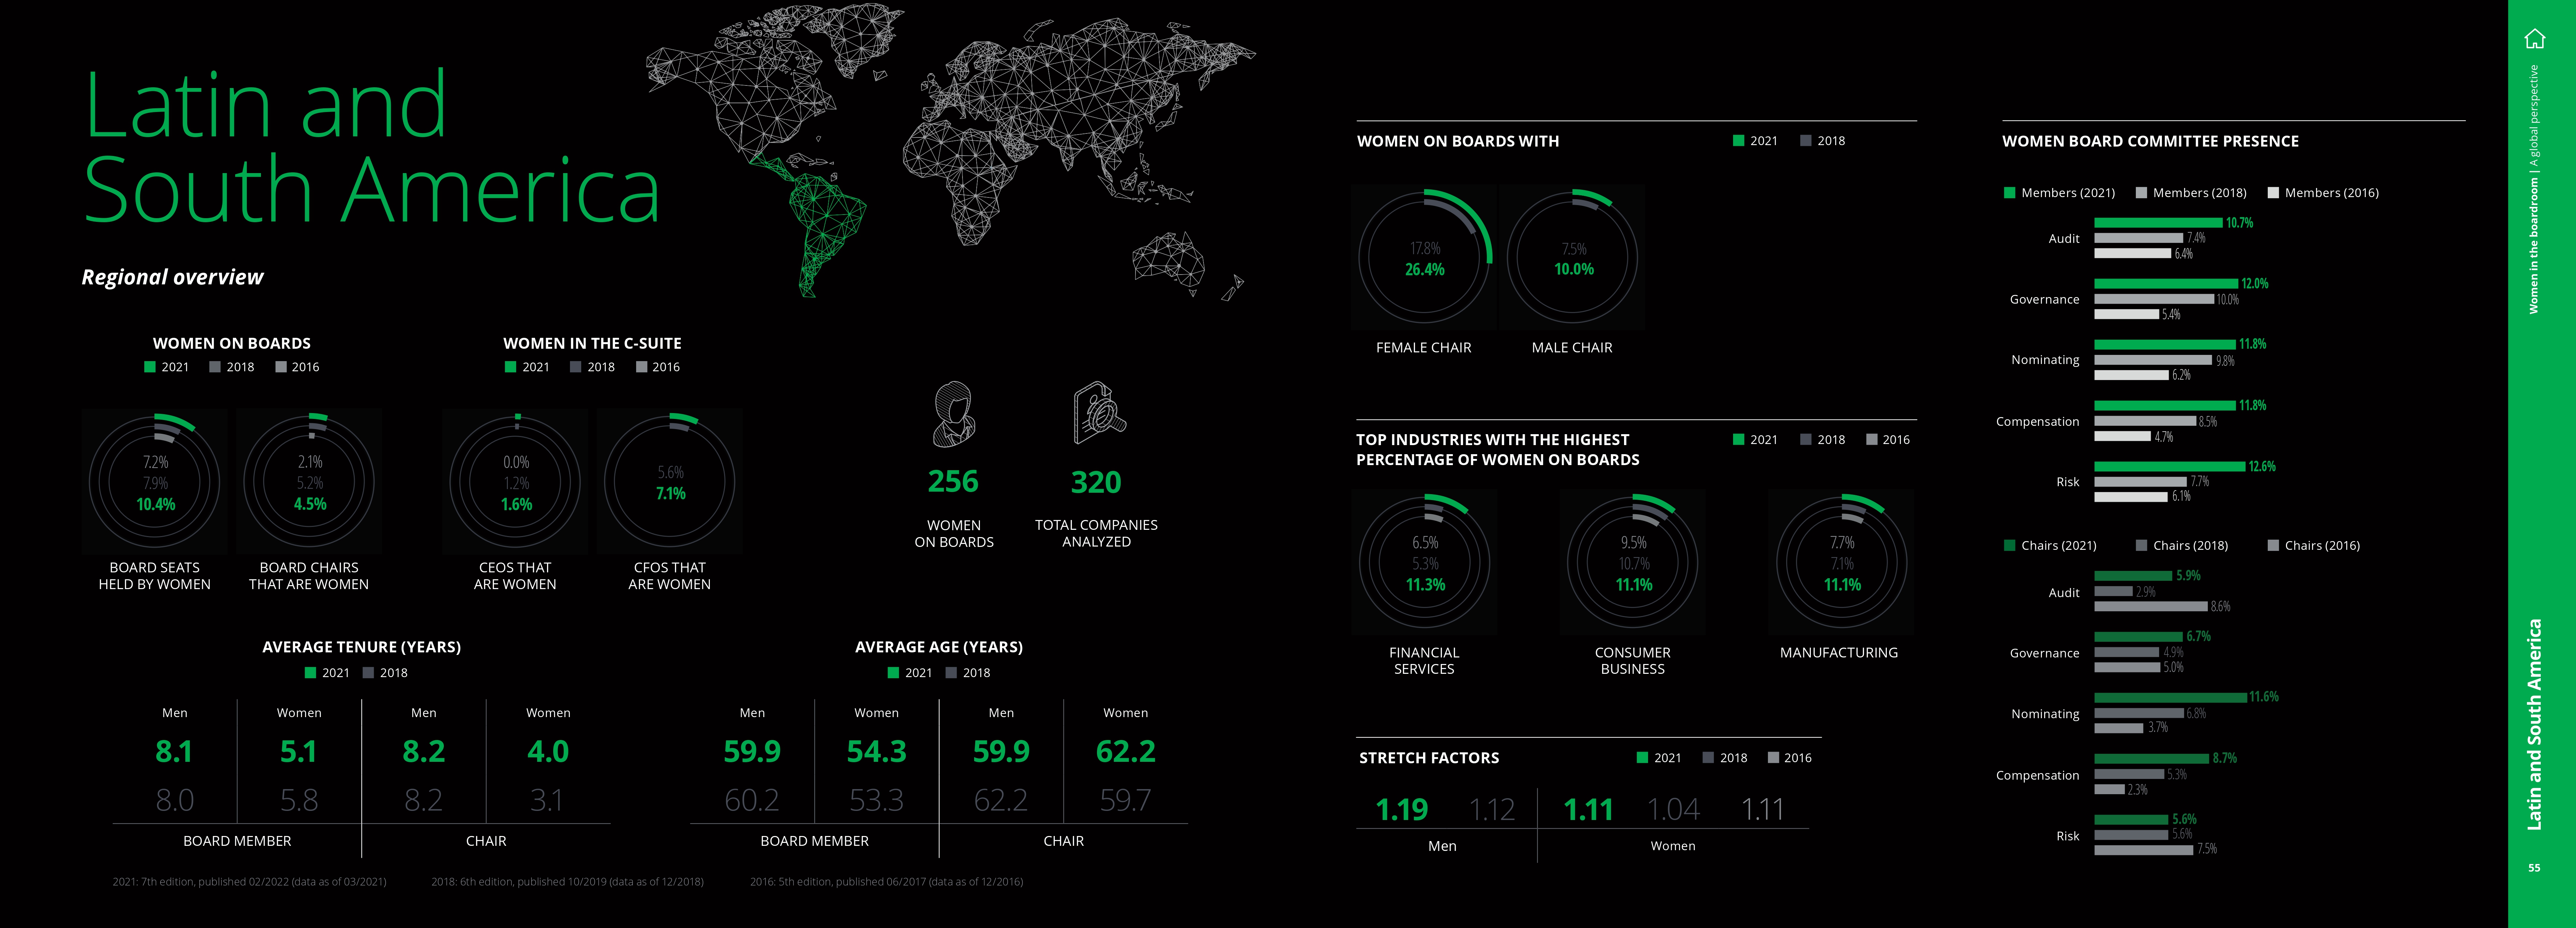 Latin and
South America
Regional overview
WOMEN ON BOARDS
2021 2018 2016
7.2%
7.9%
10.4%
BOARD SEATS
HELD BY WOMEN
2.1%
5.2%
4.5%
BOARD CHAIRS
THAT ARE WOMEN
WOMEN IN THE C-SUITE
2021 2018 2016
0.0%
1.2%
1.6%
CEOS THAT
ARE WOMEN
5.6%
7.1%
CFOS THAT
ARE WOMEN
256
WOMEN
ON BOARDS
320
TOTAL COMPANIES
ANALYZED
AVERAGE TENURE (YEARS)
2021 2018
Men Women Men Women
8.1 5.1 8.2 4.0
8.0 5.8 8.2 3.1
BOARD MEMBER CHAIR
AVERAGE AGE (YEARS)
2021 2018
Men Women Men Women
59.9 54.3 59.9 62.2
60.2 53.3 62.2 59.7
BOARD MEMBER CHAIR
2021: 7th edition, published 02/2022 (data as of 03/2021) 2018: 6th edition, published 10/2019 (data as of 12/2018) 2016: 5th edition, published 06/2017 (data as of 12/2016)
WOMEN ON BOARDS WITH
2021 2018
17.8%
26.4%
FEMALE CHAIR
7.5%
10.0%
MALE CHAIR
TOP INDUSTRIES WITH THE HIGHEST
PERCENTAGE OF WOMEN ON BOARDS
2021 2018 2016
6.5%
5.3%
11.3%
FINANCIAL
SERVICES
9.5%
10.7%
11.1%
CONSUMER
BUSINESS
7.7%
7.1%
11.1%
MANUFACTURING
STRETCH FACTORS
2021 2018 2016
1.19 1.12 1.11 1.04 1.11
Men Women
WOMEN BOARD COMMITTEE PRESENCE
Members (2021) Members (2018) Members (2016)
Audit
10.7%
7.4%
6.4%
Governance
12.0%
10.0%
5.4%
Nominating
11.8%
9.8%
6.2%
Compensation
11.8%
8.5%
4.7%
Risk
12.6%
7.7%
6.1%
Chairs (2021) Chairs (2018) Chairs (2016)
Audit
5.9%
2.9%
8.6%
Governance
6.7%
4.9%
5.0%
Nominating
11.6%
6.8%
3.7%
Compensation
8.7%
5.3%
2.3%
Risk
5.6%
5.6%
7.5%
Women in the boardroom | A global perspective
Latin and South America
55